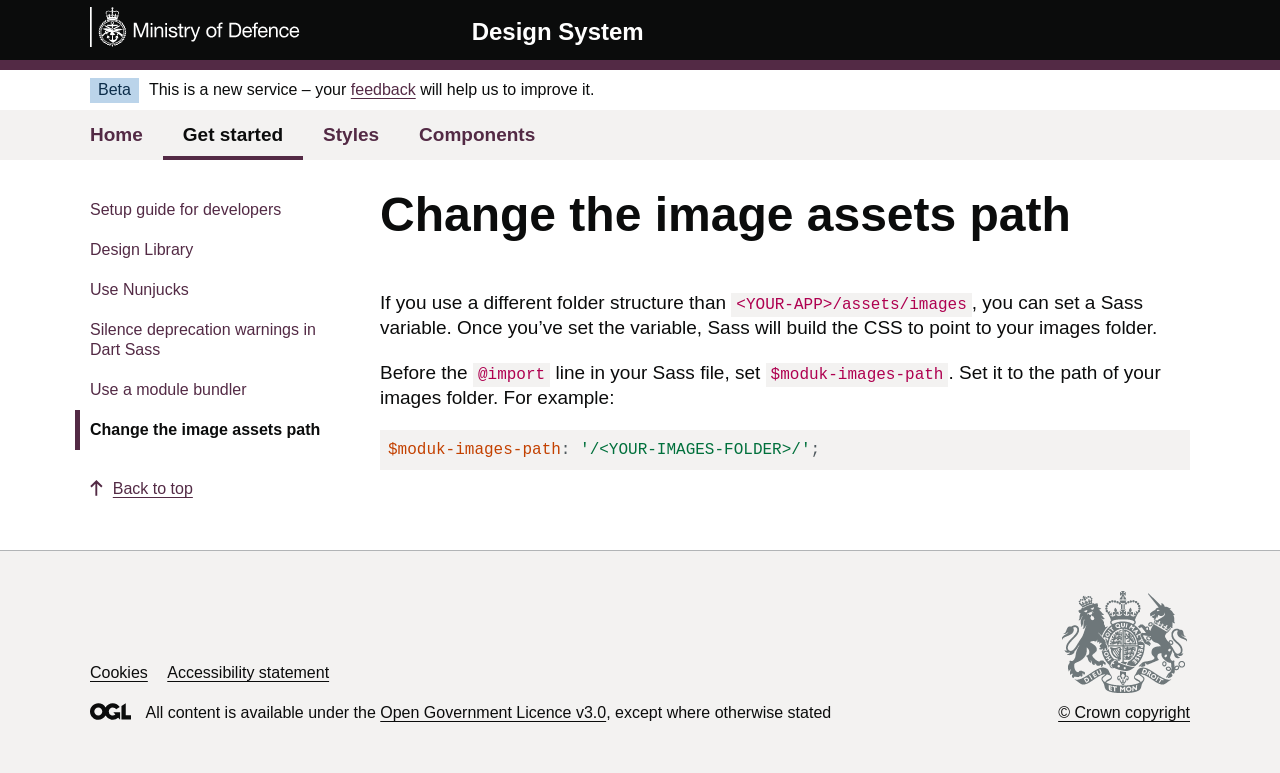 Ministry of Defence
Design System
Beta
This is a new service – your feedback will help us to improve it.
Home
Get started
Styles
Components
Setup guide for developers
Design Library
Use Nunjucks
Silence deprecation warnings in
Dart Sass
Use a module bundler
Change the image assets path
Back to top
Change the image assets path
If you use a different folder structure than <YOUR-APP>/assets/images, you can set a Sass
variable. Once you’ve set the variable, Sass will build the CSS to point to your images folder.
Before the @import line in your Sass file, set $moduk-images-path. Set it to the path of your
images folder. For example:
$moduk-images-path: '/<YOUR-IMAGES-FOLDER>/';
Cookies
Accessibility statement
OGL
All content is available under the Open Government Licence v3.0, except where otherwise stated
DIEU ET MON DROIT
© Crown copyright